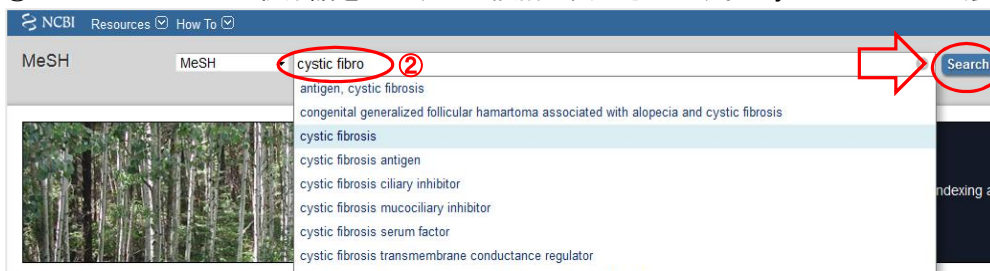 NCBI Resources How To
MeSH MeSH cystic fibro ② Search
antigen, cystic fibrosis
congenital generalized follicular hamartoma associated with alopecia and cystic fibrosis
cystic fibrosis
cystic fibrosis antigen
cystic fibrosis ciliary inhibitor
ndexing a
cystic fibrosis mucociliary inhibitor
cystic fibrosis serum factor
cystic fibrosis transmembrane conductance regulator